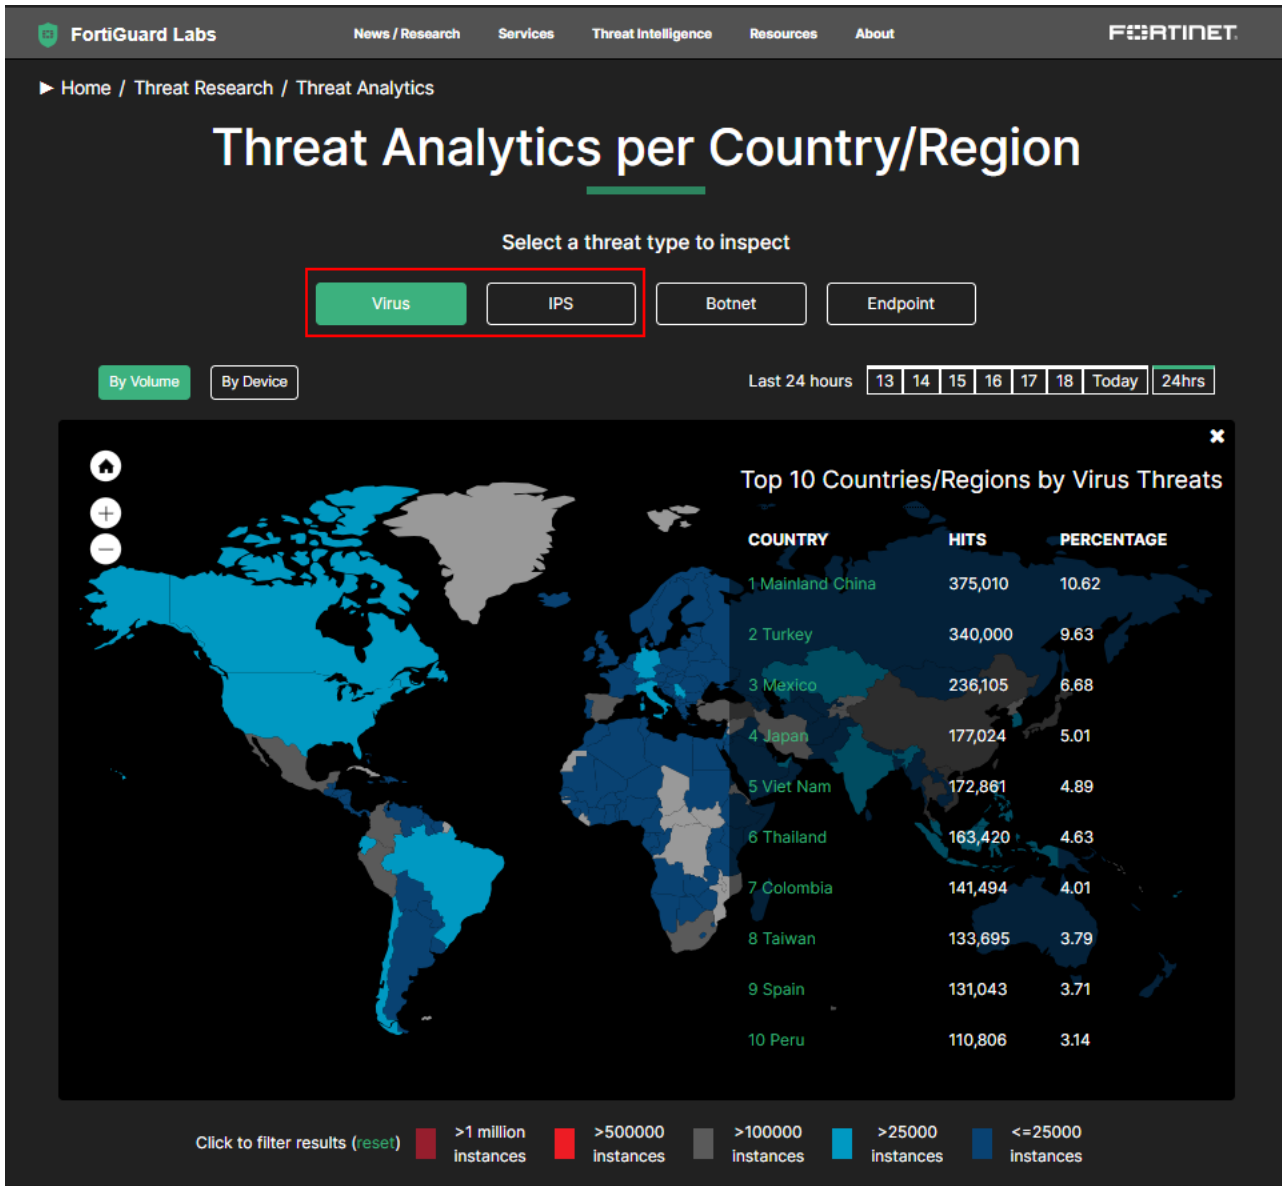 FortiGuard Labs News / Research Services Threat Intelligence Resources About FORTINET
Home / Threat Research / Threat Analytics
Threat Analytics per Country/Region
Select a threat type to inspect
Virus IPS Botnet Endpoint
By Volume By Device Last 24 hours 13 14 15 16 17 18 Today 24hrs
Top 10 Countries/Regions by Virus Threats
COUNTRY HITS PERCENTAGE
1 Mainland China 375,010 10.62
2 Turkey 340,000 9.63
3 Mexico 236,105 6.68
4 Japan 177,024 5.01
5 Viet Nam 172,861 4.89
6 Thailand 163,420 4.63
7 Colombia 141,494 4.01
8 Taiwan 133,695 3.79
9 Spain 131,043 3.71
10 Peru 110,806 3.14
Click to filter results (reset) >1 million instances >500000 instances >100000 instances >25000 instances <=25000 instances